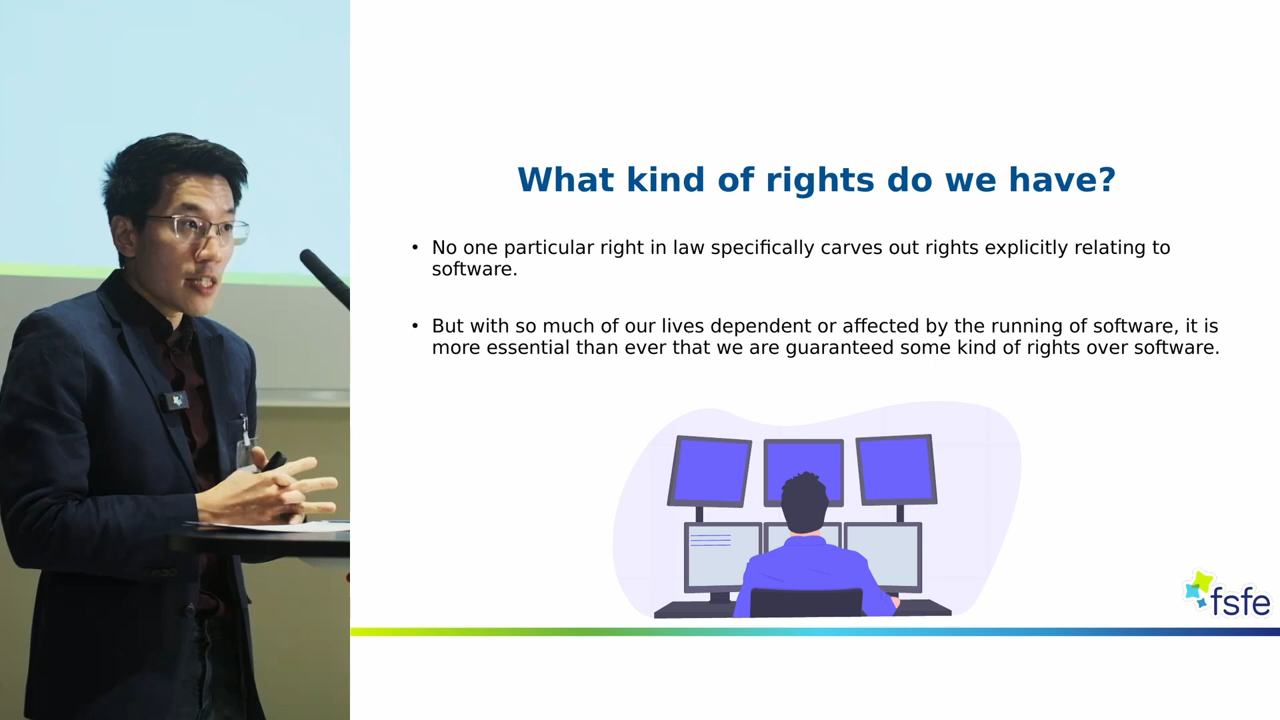 What kind of rights do we have?
• No one particular right in law specifically carves out rights explicitly relating to
software.
• But with so much of our lives dependent or affected by the running of software, it is
more essential than ever that we are guaranteed some kind of rights over software.
fsfe